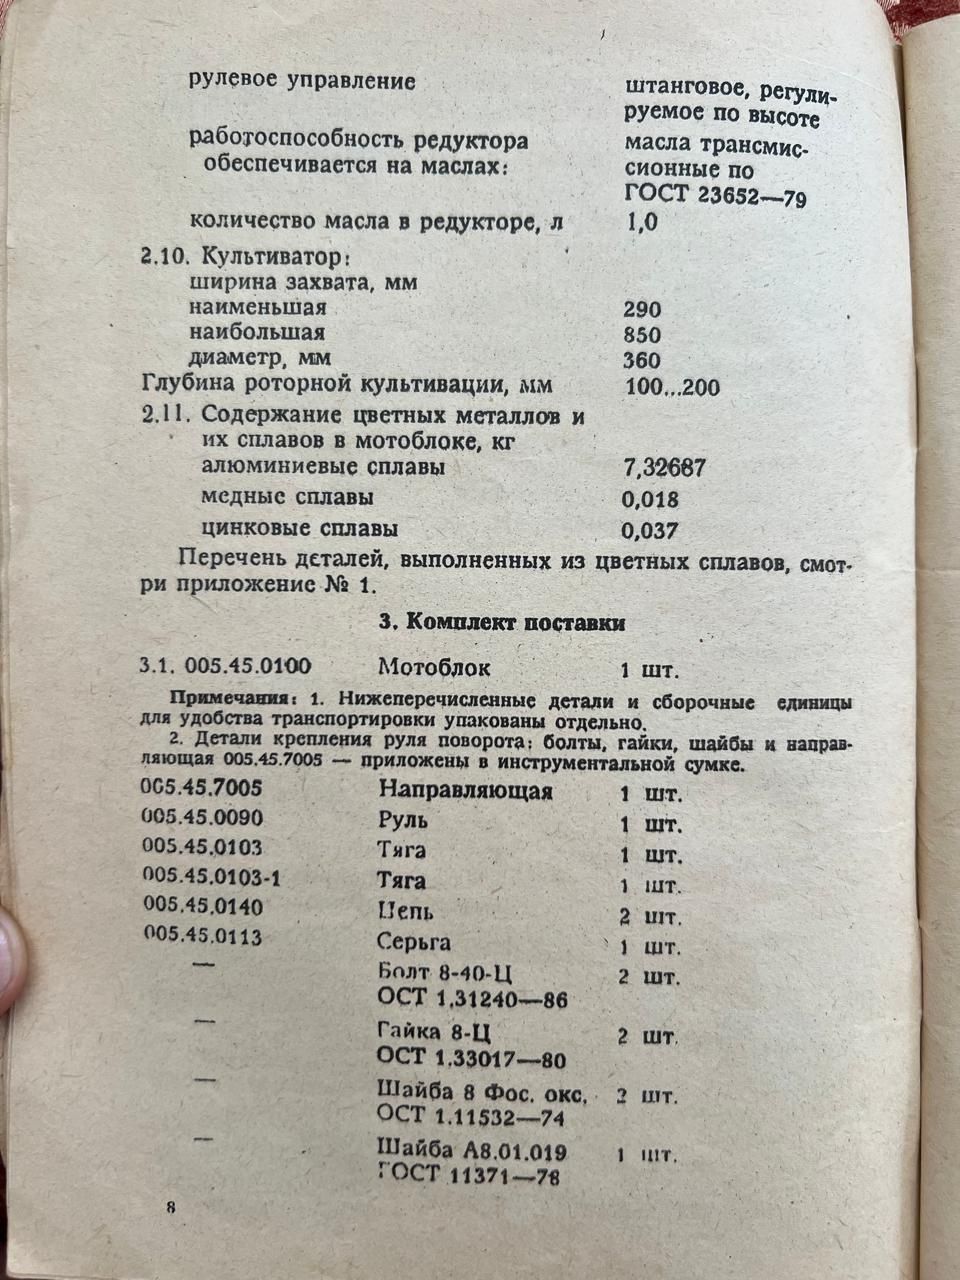 рулевое управление штанговое, регули-
руемое по высоте
работоспособность редуктора масла трансмис-
обеспечивается на маслах: сионные по
ГОСТ 23652—79
количество масла в редукторе, л 1,0
2.10. Культиватор:
ширина захвата, мм
наименьшая 290
наибольшая 850
диаметр, мм 360
Глубина роторной культивации, мм 100...200
2.11. Содержание цветных металлов и
их сплавов в мотоблоке, кг
алюминиевые сплавы 7,32687
медные сплавы 0,018
цинковые сплавы 0,037
Перечень деталей, выполненных из цветных сплавов, смот-
ри приложение № 1.
3. Комплект поставки
3.1. 005.45.0100 Мотоблок 1 шт.
Примечания: 1. Нижеперечисленные детали и сборочные единицы
для удобства транспортировки упакованы отдельно.
2. Детали крепления руля поворота: болты, гайки, шайбы и направ-
ляющая 005.45.7005 — приложены в инструментальной сумке.
005.45.7005 Направляющая 1 шт.
005.45.0090 Руль 1 шт.
005.45.0103 Тяга 1 шт.
005.45.0103-1 Тяга 1 шт.
005.45.0140 Цепь 2 шт.
005.45.0113 Серьга 1 шт.
— Болт 8-40-Ц 2 шт.
ОСТ 1.31240—86
— Гайка 8-Ц 2 шт.
ОСТ 1.33017—80
— Шайба 8 Фос. окс. 2 шт.
ОСТ 1.11532—74
— Шайба А8.01.019 1 шт.
ГОСТ 11371—78
8